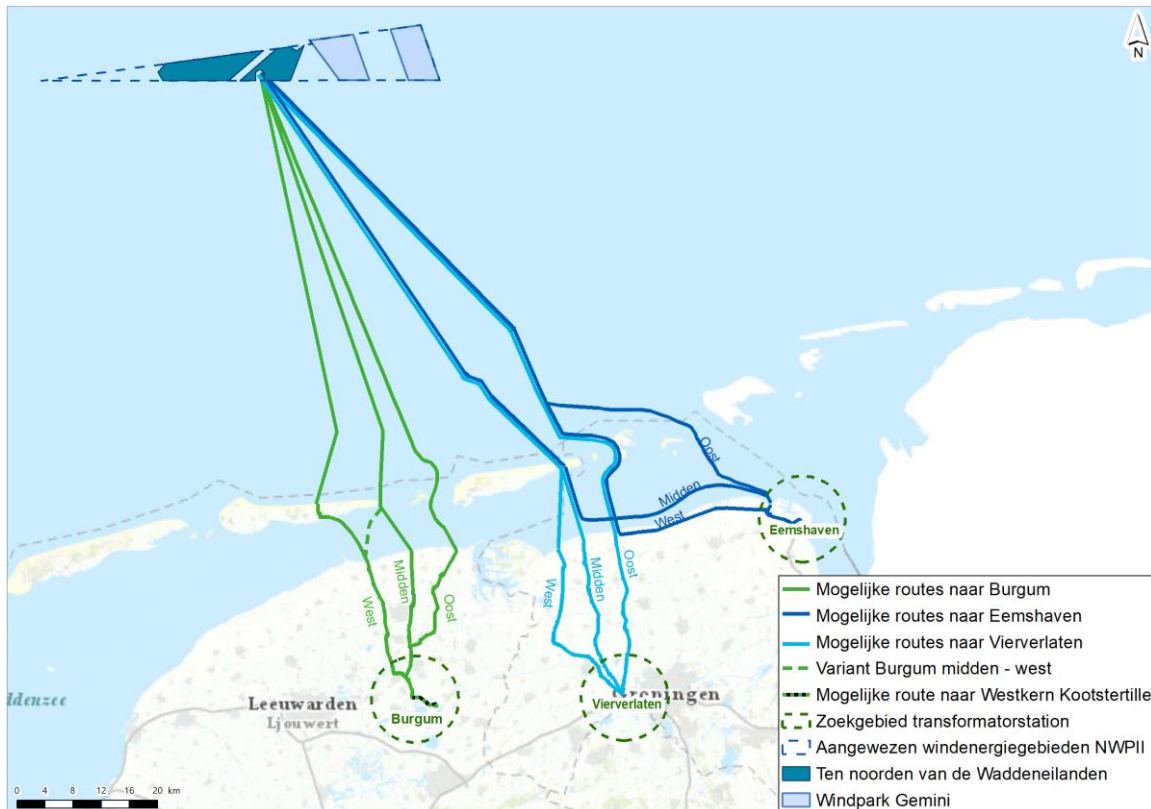 N
Oost
Midden
West
Eemshaven
West
Midden
Oost
West
Midden
Oost
Leeuwarden
Ljouwert
Burgum
Vierverlaten
Groningen
ddenzee
0 4 8 12 16 20 km
Mogelijke routes naar Burgum
Mogelijke routes naar Eemshaven
Mogelijke routes naar Vierverlaten
Variant Burgum midden - west
Mogelijke route naar Westkern Kootstertille
Zoekgebied transformatorstation
Aangewezen windenergiegebieden NWPII
Ten noorden van de Waddeneilanden
Windpark Gemini